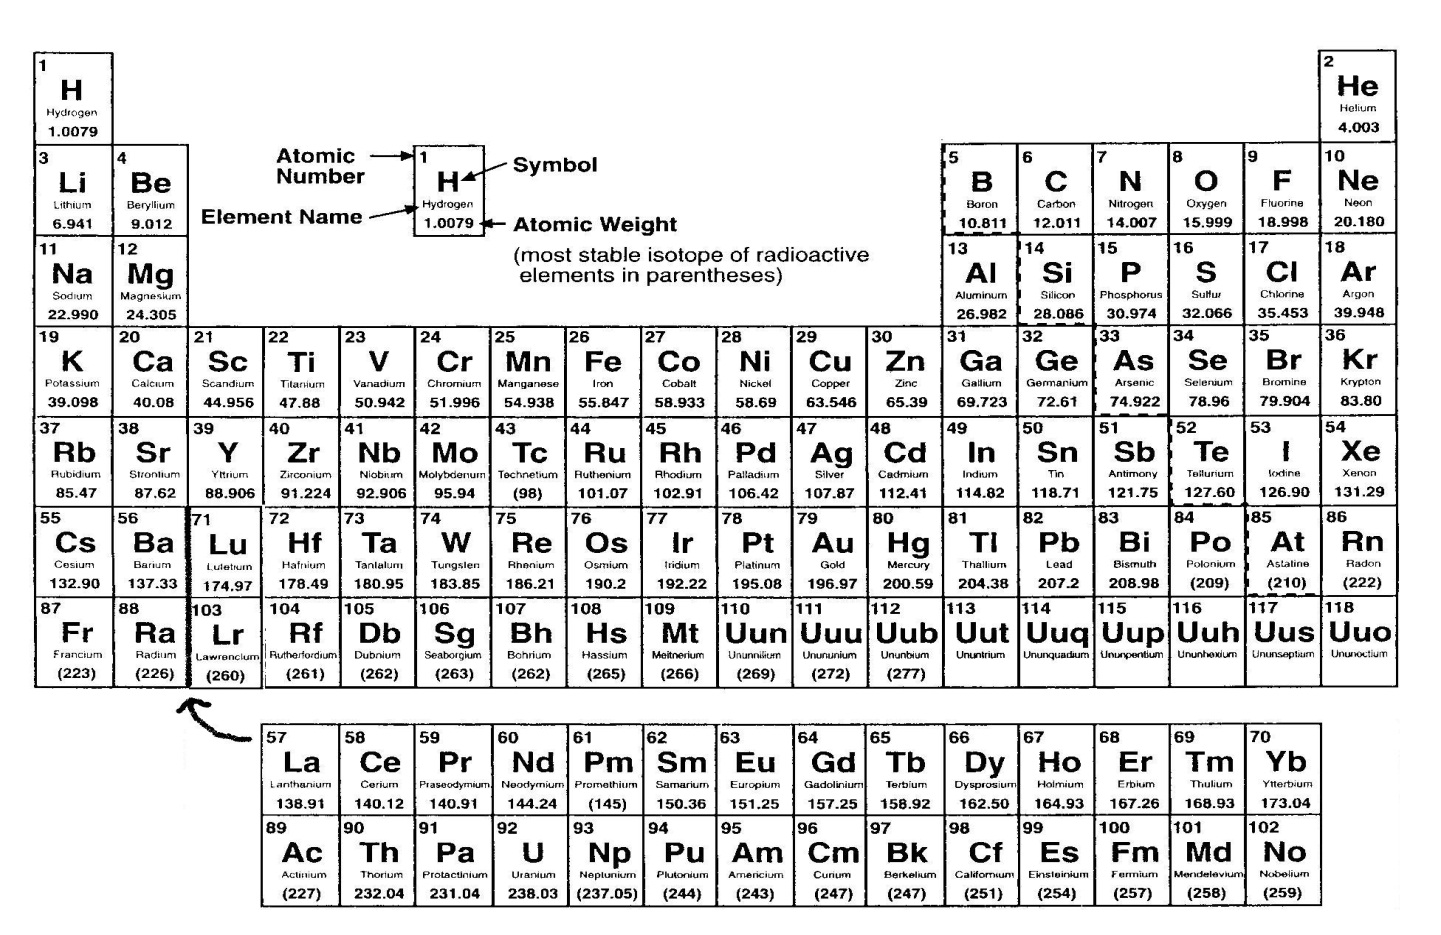 1 2
H He
Hydrogen Helium
1.0079 4.003
3 4 Atomic 1 Symbol 5 6 7 8 9 10
Number
Li Be H B C N O F Ne
Lithium Beryllium Element Name Hydrogen Boron Carbon Nitrogen Oxygen Fluorine Neon
6.941 9.012 1.0079 Atomic Weight 10.811 12.011 14.007 15.999 18.998 20.180
(most stable isotope of radioactive
elements in parentheses)
11 12 13 14 15 16 17 18
Na Mg Al Si P S Cl Ar
Sodium Magnesium Aluminum Silicon Phosphorus Sulfur Chlorine Argon
22.990 24.305 26.982 28.086 30.974 32.066 35.453 39.948
19 20 21 22 23 24 25 26 27 28 29 30 31 32 33 34 35 36
K Ca Sc Ti V Cr Mn Fe Co Ni Cu Zn Ga Ge As Se Br Kr
Potassium Calcium Scandium Titanium Vanadium Chromium Manganese Iron Cobalt Nickel Copper Zinc Gallium Germanium Arsenic Selenium Bromine Krypton
39.098 40.08 44.956 47.88 50.942 51.996 54.938 55.847 58.933 58.69 63.546 65.39 69.723 72.61 74.922 78.96 79.904 83.80
37 38 39 40 41 42 43 44 45 46 47 48 49 50 51 52 53 54
Rb Sr Y Zr Nb Mo Tc Ru Rh Pd Ag Cd In Sn Sb Te I Xe
Rubidium Strontium Yttrium Zirconium Niobium Molybdenum Technetium Ruthenium Rhodium Palladium Silver Cadmium Indium Tin Antimony Tellurium Iodine Xenon
85.47 87.62 88.906 91.224 92.906 95.94 (98) 101.07 102.91 106.42 107.87 112.41 114.82 118.71 121.75 127.60 126.90 131.29
55 56 71 72 73 74 75 76 77 78 79 80 81 82 83 84 85 86
Cs Ba Lu Hf Ta W Re Os Ir Pt Au Hg Tl Pb Bi Po At Rn
Cesium Barium Lutetium Hafnium Tantalum Tungsten Rhenium Osmium Iridium Platinum Gold Mercury Thallium Lead Bismuth Polonium Astatine Radon
132.90 137.33 174.97 178.49 180.95 183.85 186.21 190.2 192.22 195.08 196.97 200.59 204.38 207.2 208.98 (209) (210) (222)
87 88 103 104 105 106 107 108 109 110 111 112 113 114 115 116 117 118
Fr Ra Lr Rf Db Sg Bh Hs Mt Uun Uuu Uub Uut Uuq Uup Uuh Uus Uuo
Francium Radium Lawrencium Rutherfordium Dubnium Seaborgium Bohrium Hassium Meitnerium Ununnilium Unununium Ununbium Ununtrium Ununquadium Ununpentium Ununhexium Ununseptium Ununoctium
(223) (226) (260) (261) (262) (263) (262) (265) (266) (269) (272) (277)
57 58 59 60 61 62 63 64 65 66 67 68 69 70
La Ce Pr Nd Pm Sm Eu Gd Tb Dy Ho Er Tm Yb
Lanthanium Cerium Praseodymium Neodymium Promethium Samarium Europium Gadolinium Terbium Dysprosium Holmium Erbium Thulium Ytterbium
138.91 140.12 140.91 144.24 (145) 150.36 151.25 157.25 158.92 162.50 164.93 167.26 168.93 173.04
89 90 91 92 93 94 95 96 97 98 99 100 101 102
Ac Th Pa U Np Pu Am Cm Bk Cf Es Fm Md No
Actinium Thorium Protactinium Uranium Neptunium Plutonium Americium Curium Berkelium Californium Einsteinium Fermium Mendelevium Nobelium
(227) 232.04 231.04 238.03 (237.05) (244) (243) (247) (247) (251) (254) (257) (258) (259)